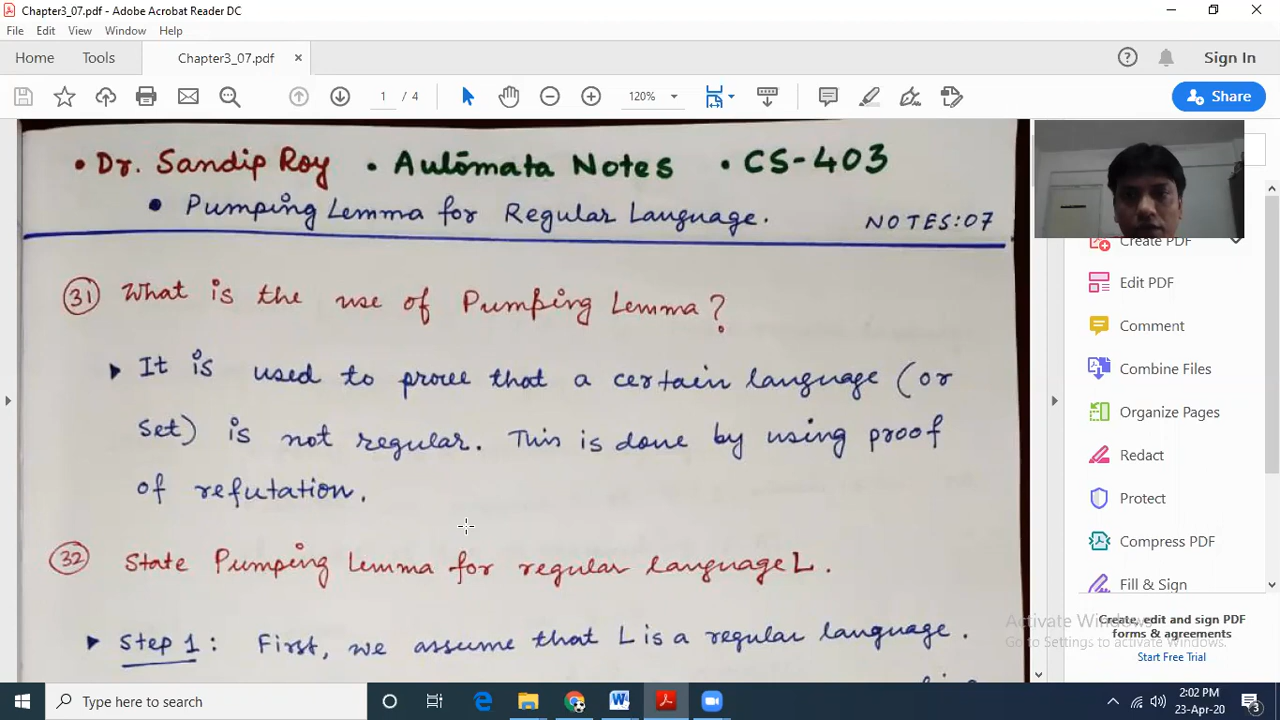 Chapter3_07.pdf - Adobe Acrobat Reader DC
File Edit View Window Help
Home Tools Chapter3_07.pdf × Sign In
1 / 4 120% Share
• Dr. Sandip Roy • Automata Notes • CS-403
• Pumping Lemma for Regular Language. NOTES:07
31 What is the use of Pumping Lemma?
It is used to prove that a certain language (or
set) is not regular. This is done by using proof
of refutation.
32 State Pumping lemma for regular language L.
Step 1: First, we assume that L is a regular language.
Create PDF
Edit PDF
Comment
Combine Files
Organize Pages
Redact
Protect
Compress PDF
Fill & Sign
Activate Windows
Go to Settings to activate Windows.
Create, edit and sign PDF
forms & agreements
Start Free Trial
Type here to search
2:02 PM
23-Apr-20
3